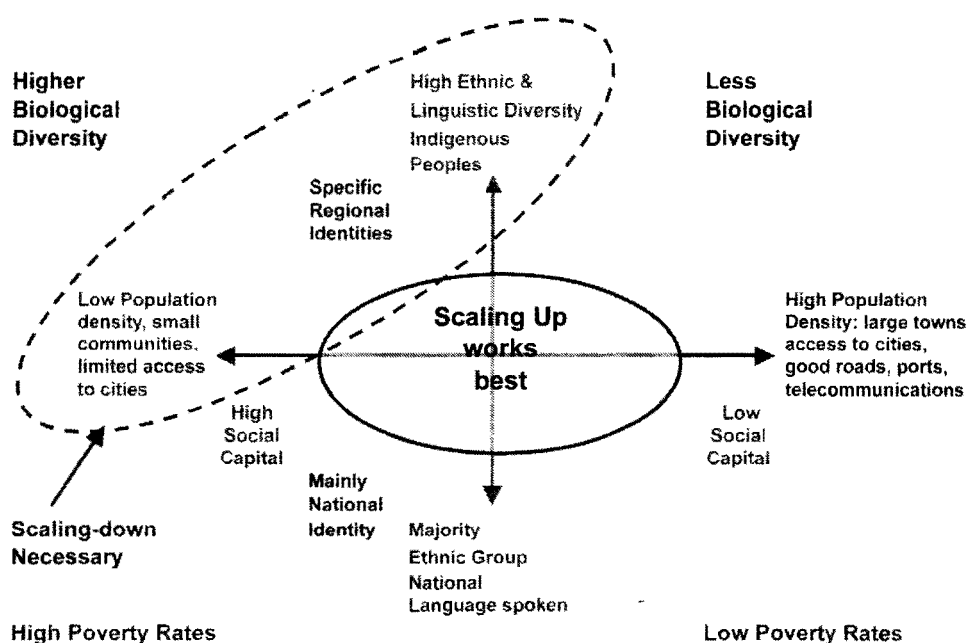 Higher
Biological
Diversity
High Ethnic &
Linguistic Diversity
Indigenous
Peoples
Less
Biological
Diversity
Specific
Regional
Identities
Low Population
density, small
communities.
limited access
to cities
Scaling Up
works
best
High Population
Density: large towns
access to cities,
good roads, ports,
telecommunications
High
Social
Capital
Low
Social
Capital
Mainly
National
Identity
Majority
Ethnic Group
National
Language spoken
Scaling-down
Necessary
High Poverty Rates
Low Poverty Rates